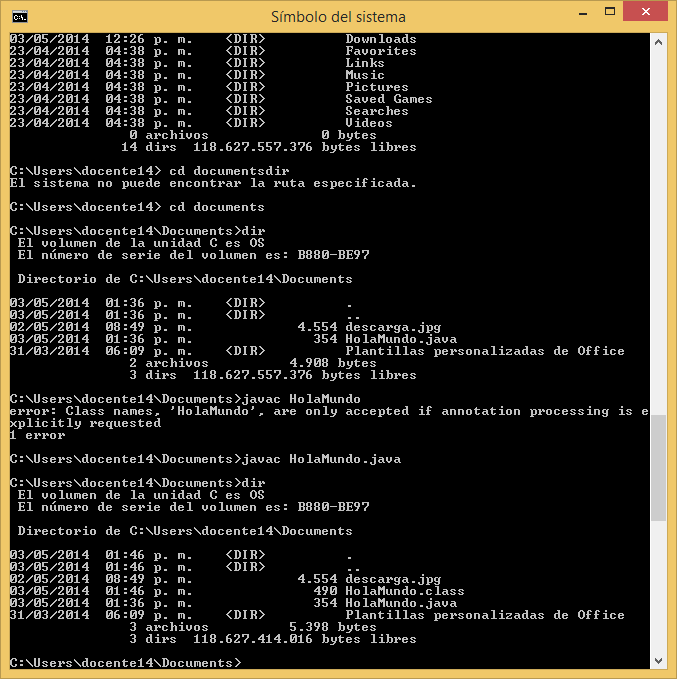 Símbolo del sistema
03/05/2014  12:26 p. m.    <DIR>          Downloads
23/04/2014  04:38 p. m.    <DIR>          Favorites
23/04/2014  04:38 p. m.    <DIR>          Links
23/04/2014  04:38 p. m.    <DIR>          Music
23/04/2014  04:38 p. m.    <DIR>          Pictures
23/04/2014  04:38 p. m.    <DIR>          Saved Games
23/04/2014  04:38 p. m.    <DIR>          Searches
23/04/2014  04:38 p. m.    <DIR>          Videos
               0 archivos              0 bytes
              14 dirs  118.627.557.376 bytes libres
C:\Users\docente14> cd documentsdir
El sistema no puede encontrar la ruta especificada.
C:\Users\docente14> cd documents
C:\Users\docente14\Documents>dir
 El volumen de la unidad C es OS
 El número de serie del volumen es: B880-BE97
 Directorio de C:\Users\docente14\Documents
03/05/2014  01:36 p. m.    <DIR>          .
03/05/2014  01:36 p. m.    <DIR>          ..
02/05/2014  08:49 p. m.             4.554 descarga.jpg
03/05/2014  01:36 p. m.               354 HolaMundo.java
31/03/2014  06:09 p. m.    <DIR>          Plantillas personalizadas de Office
               2 archivos          4.908 bytes
               3 dirs  118.627.557.376 bytes libres
C:\Users\docente14\Documents>javac HolaMundo
error: Class names, 'HolaMundo', are only accepted if annotation processing is e
xplicitly requested
1 error
C:\Users\docente14\Documents>javac HolaMundo.java
C:\Users\docente14\Documents>dir
 El volumen de la unidad C es OS
 El número de serie del volumen es: B880-BE97
 Directorio de C:\Users\docente14\Documents
03/05/2014  01:46 p. m.    <DIR>          .
03/05/2014  01:46 p. m.    <DIR>          ..
02/05/2014  08:49 p. m.             4.554 descarga.jpg
03/05/2014  01:46 p. m.               490 HolaMundo.class
03/05/2014  01:36 p. m.               354 HolaMundo.java
31/03/2014  06:09 p. m.    <DIR>          Plantillas personalizadas de Office
               3 archivos          5.398 bytes
               3 dirs  118.627.414.016 bytes libres
C:\Users\docente14\Documents>